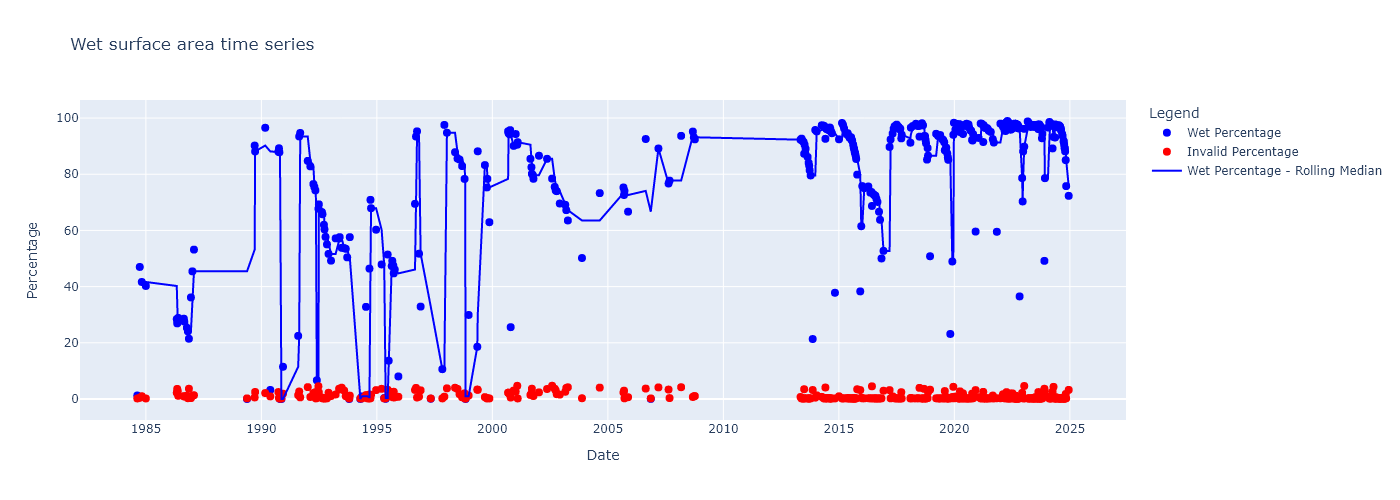 Wet surface area time series
Legend
Wet Percentage
Invalid Percentage
Wet Percentage - Rolling Median
Percentage
100
80
60
40
20
0
1985
1990
1995
2000
2005
2010
2015
2020
2025
Date